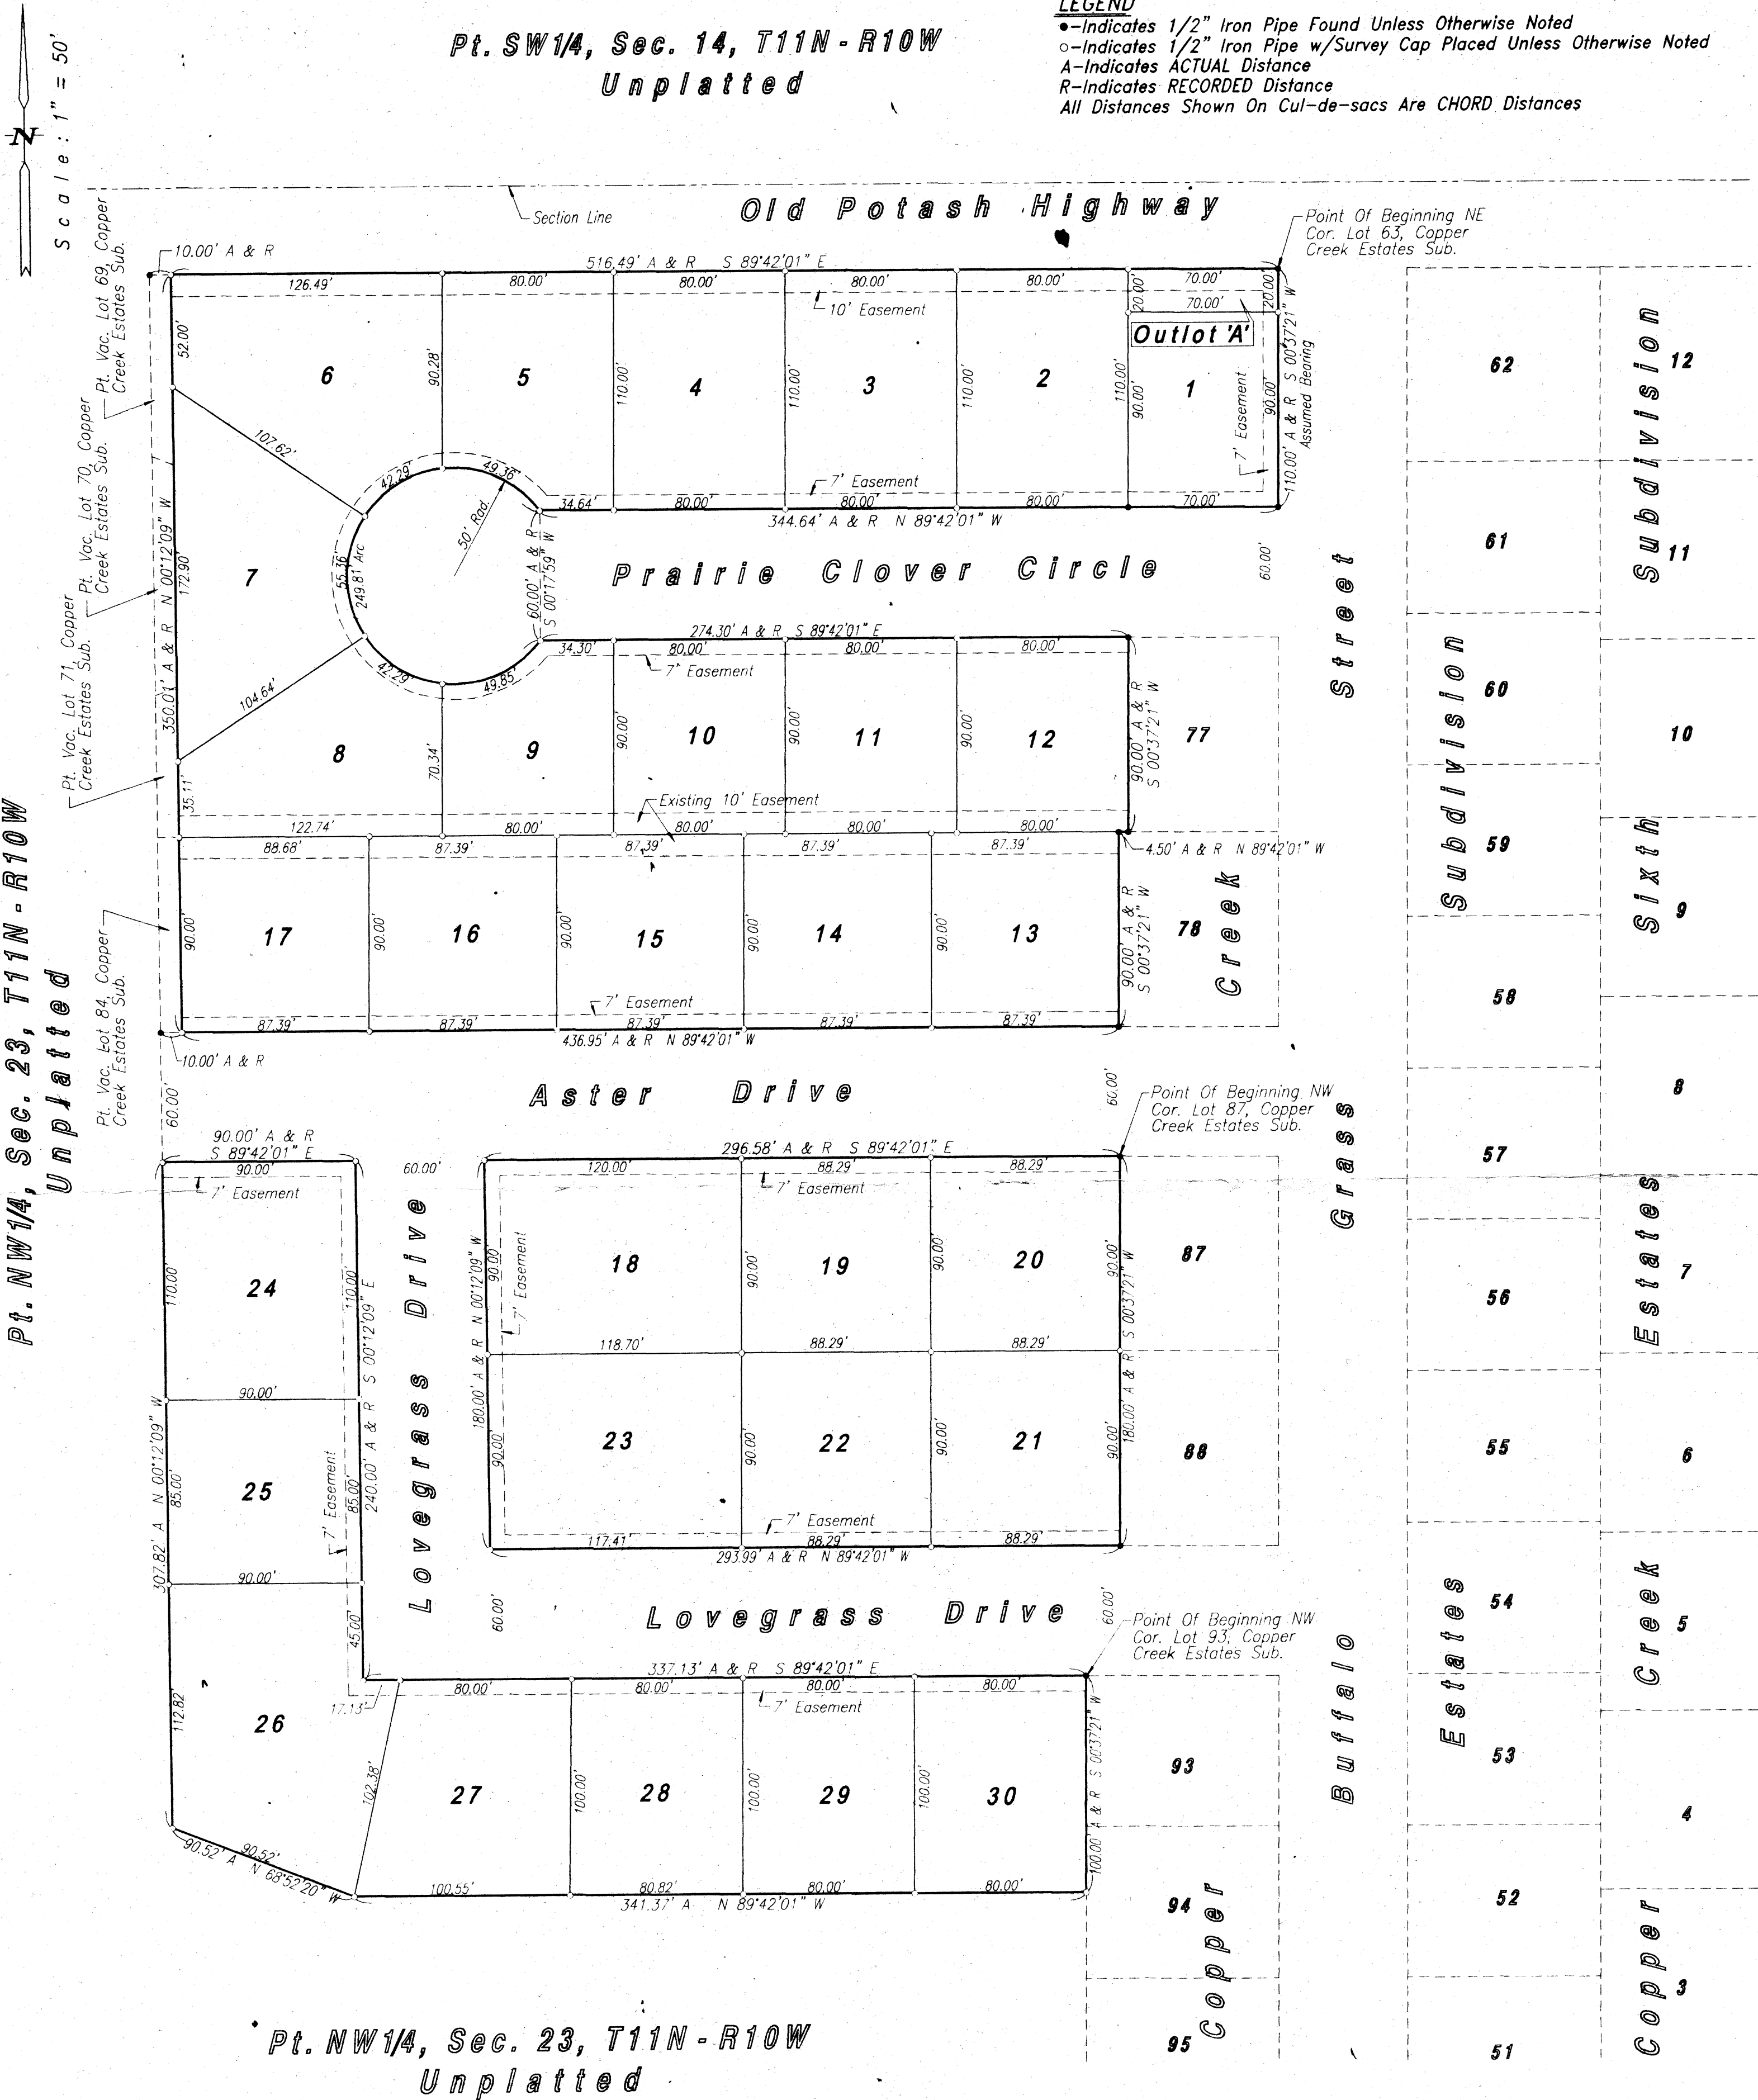 LEGEND
●-Indicates 1/2" Iron Pipe Found Unless Otherwise Noted
○-Indicates 1/2" Iron Pipe w/Survey Cap Placed Unless Otherwise Noted
A-Indicates ACTUAL Distance
R-Indicates RECORDED Distance
All Distances Shown On Cul-de-sacs Are CHORD Distances
Pt. SW1/4, Sec. 14, T11N-R10W
Unplatted
N
Scale: 1" = 50'
Section Line
Old Potash Highway
Point Of Beginning NE
Cor. Lot 63, Copper
Creek Estates Sub.
10.00' A & R
516.49' A & R S 89°42'01" E
126.49'
80.00'
80.00'
80.00'
80.00'
70.00'
10' Easement
20.00'
70.00'
20.00'
Outlot 'A'
Pt. Vac. Lot 69, Copper
Creek Estates Sub.
52.00'
6
90.28'
5
110.00'
4
110.00'
3
110.00'
2
110.00'
90.00'
1
7' Easement
90.00'
110.00' A & R S 00°37'21" W
Assumed Bearing
107.62'
42.29'
49.36'
50' Rad.
34.64'
80.00'
7' Easement
80.00'
80.00'
70.00'
344.64' A & R N 89°42'01" W
Pt. Vac. Lot 70, Copper
Creek Estates Sub.
350.01' A & R N 00°12'09" W
172.90'
7
55.36'
249.81' Arc
60.00' A & R
S 00°17'59" W
Prairie Clover Circle
60.00'
Pt. Vac. Lot 71, Copper
Creek Estates Sub.
104.64'
42.29'
49.85'
274.30' A & R S 89°42'01" E
34.30'
80.00'
80.00'
80.00'
7' Easement
35.11'
8
70.34'
9
90.00'
10
90.00'
11
90.00'
12
90.00' A & R
S 00°37'21" W
77
Existing 10' Easement
122.74'
80.00'
80.00'
80.00'
80.00'
88.68'
87.39'
87.39'
87.39'
87.39'
4.50' A & R N 89°42'01" W
Pt. Vac. Lot 84, Copper
Creek Estates Sub.
90.00'
17
90.00'
16
90.00'
15
90.00'
14
90.00'
13
90.00' A & R
S 00°37'21" W
78
7' Easement
87.39'
87.39'
87.39'
87.39'
87.39'
436.95' A & R N 89°42'01" W
10.00' A & R
60.00'
Aster Drive
60.00'
Point Of Beginning NW
Cor. Lot 87, Copper
Creek Estates Sub.
90.00' A & R
S 89°42'01" E
90.00'
7' Easement
60.00'
296.58' A & R S 89°42'01" E
120.00'
88.29'
88.29'
7' Easement
110.00'
24
110.00'
240.00' A & R S 00°12'09" E
Lovegrass Drive
180.00' A & R N 00°12'09" W
90.00'
7' Easement
18
90.00'
19
90.00'
20
90.00'
180.00' A & R S 00°37'21" W
87
118.70'
88.29'
88.29'
90.00'
307.82' A N 00°12'09" W
85.00'
25
7' Easement
85.00'
90.00'
90.00'
23
90.00'
22
90.00'
21
90.00'
88
7' Easement
117.41'
88.29'
88.29'
293.99' A & R N 89°42'01" W
45.00'
60.00'
Lovegrass Drive
60.00'
Point Of Beginning NW
Cor. Lot 93, Copper
Creek Estates Sub.
337.13' A & R S 89°42'01" E
17.13'
80.00'
80.00'
80.00'
80.00'
7' Easement
112.82'
26
102.38'
27
100.00'
28
100.00'
29
100.00'
30
100.00' A & R S 00°37'21" W
93
90.52'
90.52' A N 68°52'20" W
100.55'
80.82'
80.00'
80.00'
341.37' A N 89°42'01" W
94
95
Pt. NW1/4, Sec. 23, T11N-R10W
Unplatted
Pt. NW1/4, Sec. 23, T11N-R10W
Unplatted
Buffalo Grass Street
Copper Creek Estates Subdivision
62
61
60
59
58
57
56
55
54
53
52
51
Copper Creek Estates Sixth Subdivision
12
11
10
9
8
7
6
5
4
3